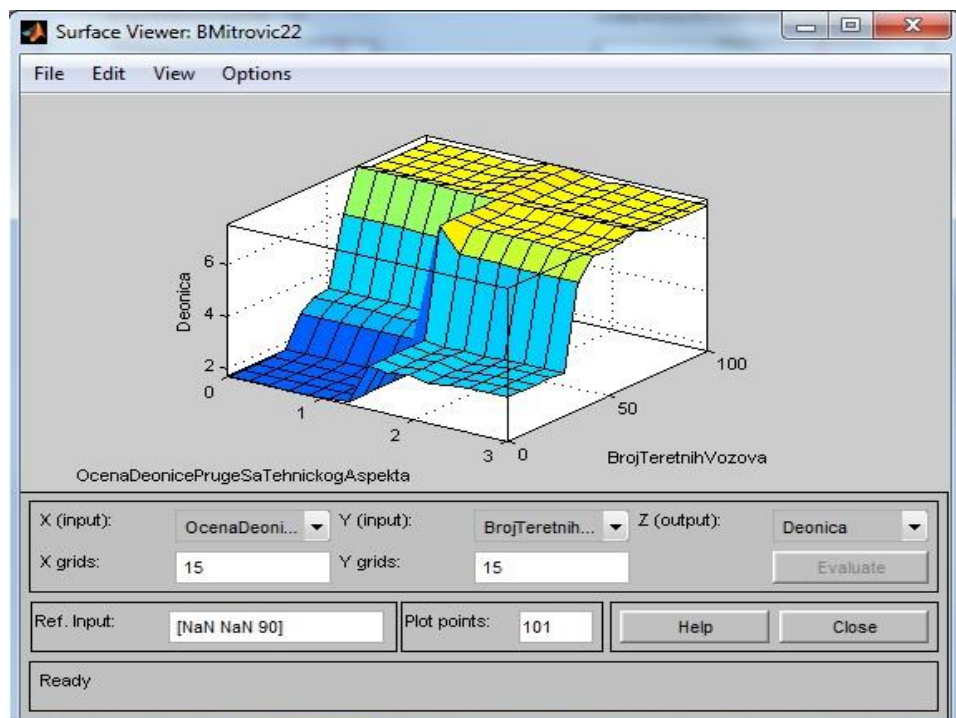 Surface Viewer: BMitrovic22
File Edit View Options
6
4
2
Deonica
0
1
2
3
0
50
100
OcenaDeonicePrugeSaTehnickogAspekta
BrojTeretnihVozova
X (input): OcenaDeoni... Y (input): BrojTeretnih... Z (output): Deonica
X grids: 15 Y grids: 15 Evaluate
Ref. Input: [NaN NaN 90] Plot points: 101 Help Close
Ready